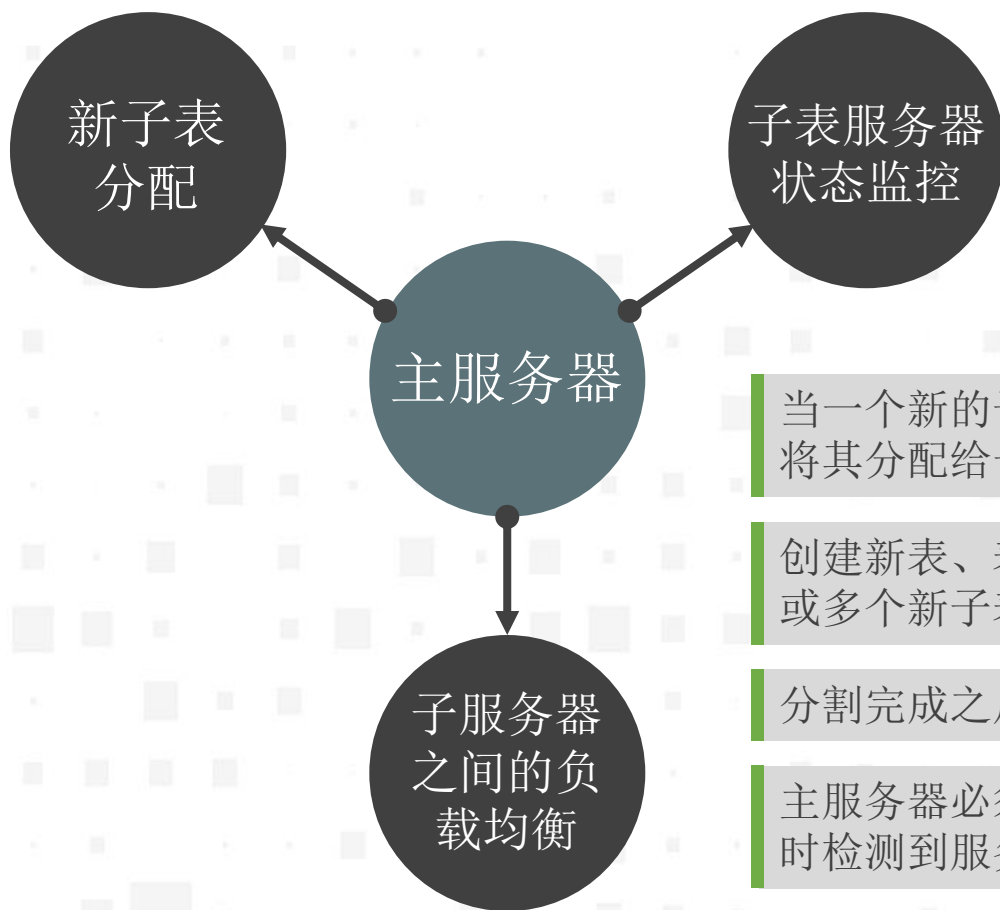 新子表
分配
子表服务器
状态监控
主服务器
子服务器
之间的负
载均衡
当一个新的
将其分配给
创建新表、
或多个新子
分割完成之
主服务器必
时检测到服